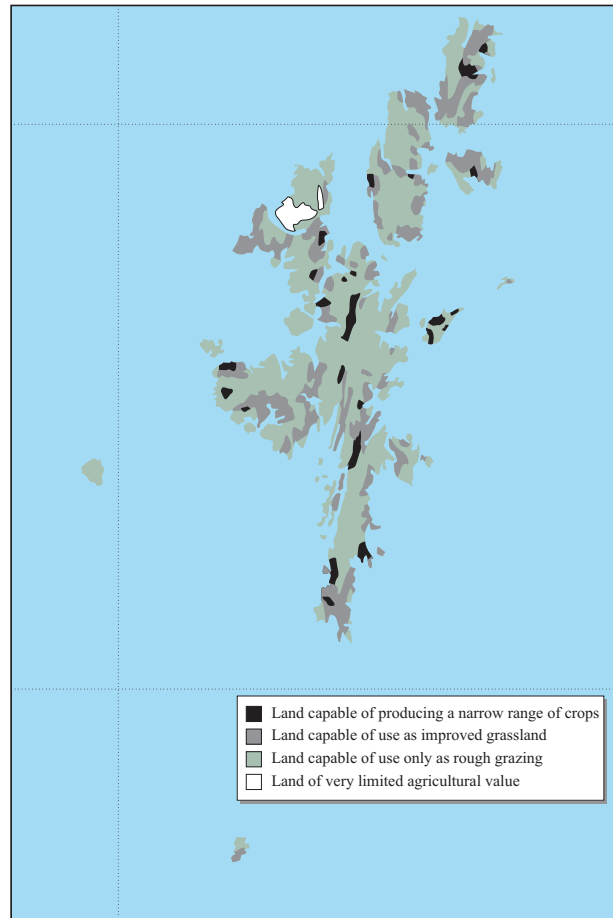 Land capable of producing a narrow range of crops
Land capable of use as improved grassland
Land capable of use only as rough grazing
Land of very limited agricultural value